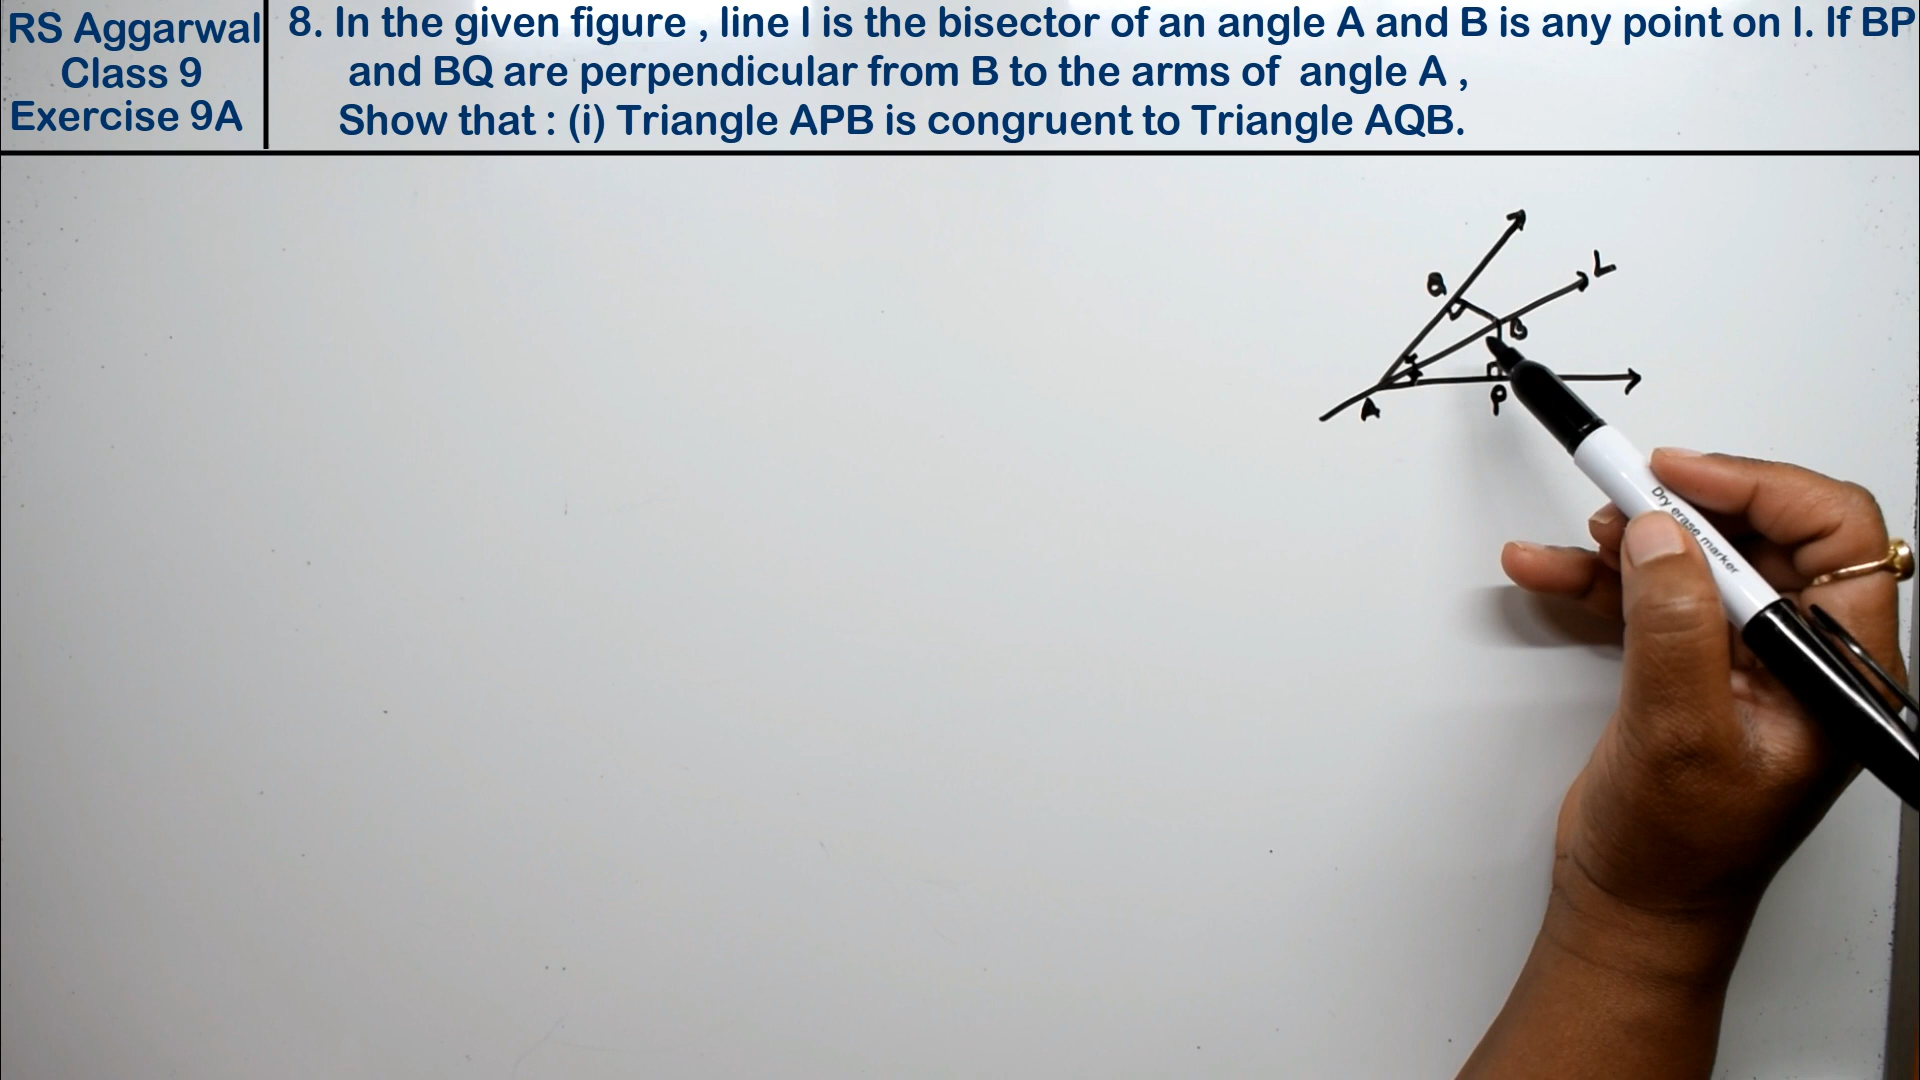 RS Aggarwal
Class 9
Exercise 9A
8. In the given figure , line l is the bisector of an angle A and B is any point on l. If BP
and BQ are perpendicular from B to the arms of angle A ,
Show that : (i) Triangle APB is congruent to Triangle AQB.
L
Q
B
P
A
Dry erase marker